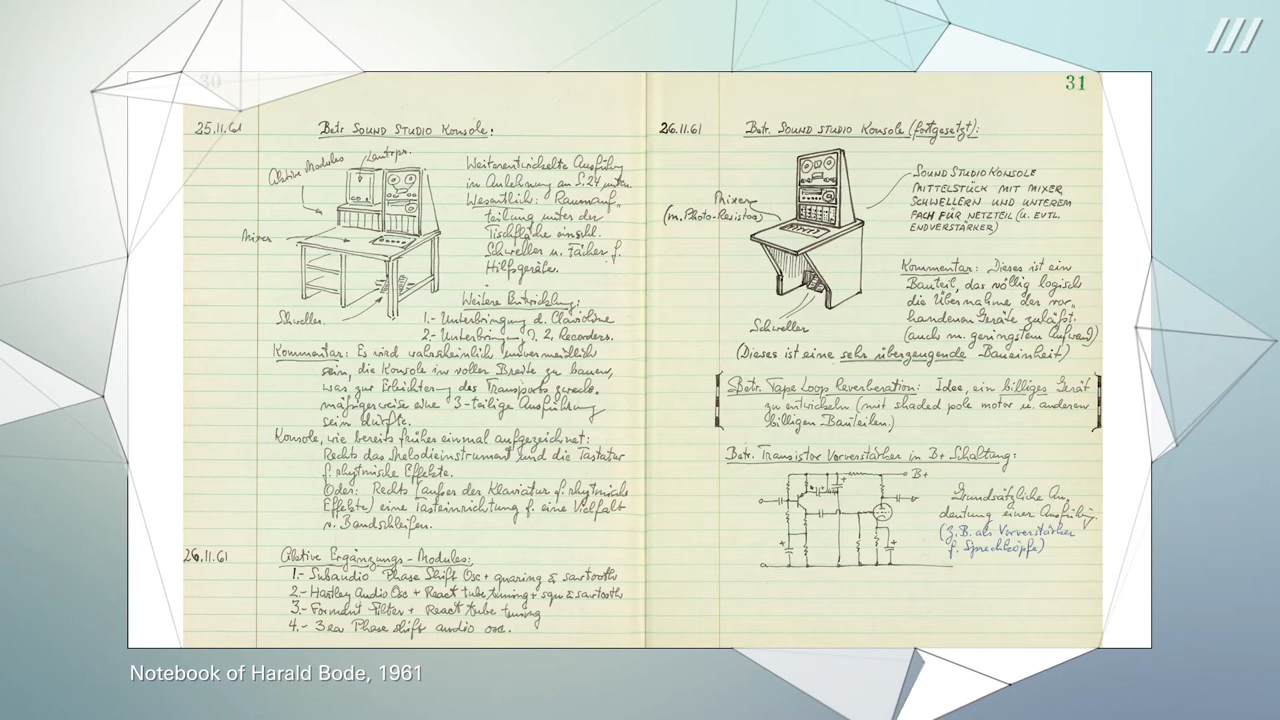 30
25.11.61
Betr. SOUND STUDIO KONSOLE:
Aktive Modules
Lautspr.
Mixer
Schweller.
Weiterentwickelte Ausführg
in Anlehnung an S. 24 unten.
Wesentlich: Raumauf-
teilung unter der
Tischfläche einschl.
Schweller u. Fächer f.
Hilfsgeräte.
Weitere Entwicklung:
1.- Unterbringung d. Clavioline
2.- Unterbring. v. 2 Recorders.
Kommentar: Es wird wahrscheinlich unvermeidlich
sein, die Konsole in voller Breite zu bauen,
was zur Erleichterg des Transports zweck-
mäßigerweise eine 3-teilige Ausführung
sein dürfte.
Konsole, wie bereits früher einmal aufgezeichnet:
Rechts das Melodieinstrument und die Tastatur
f. rhythmische Effekte.
Oder: Rechts (außer der Klaviatur f. rhythmische
Effekte) eine Tasteinrichtung f. eine Vielfalt
v. Bandschleifen.
26.11.61
Aktive Ergänzungs-Modules:
1.- Subaudio Phase Shift Osc + quaring & sawtooth
2.- Hartley Audio Osc + React tube tuning + squ & sawtooth
3.- Formant Filter + React tube tuning
4.- 3 ea Phase shift audio osc.
31
26.11.61
Betr. SOUND STUDIO KONSOLE (fortgesetzt):
Mixer
(m. Photo-Resistor)
Schweller
SOUND STUDIO KONSOLE
MITTELSTÜCK MIT MIXER
SCHWELLERN UND UNTEREM
FACH FÜR NETZTEIL (U. EVTL.
ENDVERSTÄRKER)
Kommentar: Dieses ist ein
Bauteil, das völlig logisch
die Übernahme der vor-
handenen Geräte zuläßt.
(auch m. geringstem Aufwand)
(Dieses ist eine sehr überzeugende Baueinheit)
Betr. Tape Loop Reverberation: Idee, ein billiges Gerät
zu entwickeln (mit shaded pole motor u. anderen
billigen Bauteilen.)
Betr. Transistor Vorverstärker in B+ Schaltung:
B+
Grundsätzliche An-
deutung einer Ausführg.
(z.B. als Vorverstärker
f. Sprechköpfe)
Notebook of Harald Bode, 1961